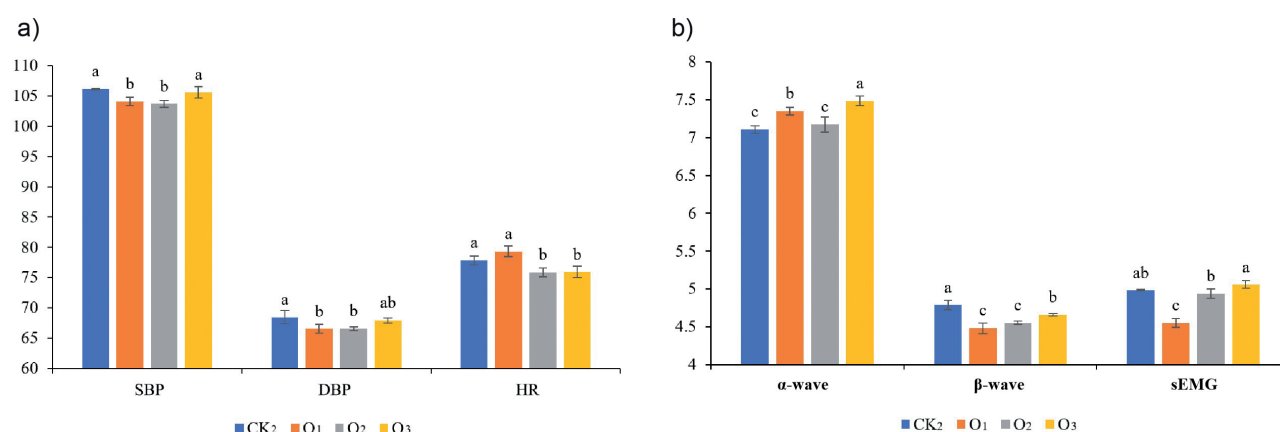 a)
110
105
100
95
90
85
80
75
70
65
60
a b b a
a b b ab
a a b b
SBP DBP HR
CK2 O1 O2 O3
b)
8
7.5
7
6.5
6
5.5
5
4.5
4
c b c a
a c c b
ab c b a
α-wave β-wave sEMG
CK2 O1 O2 O3